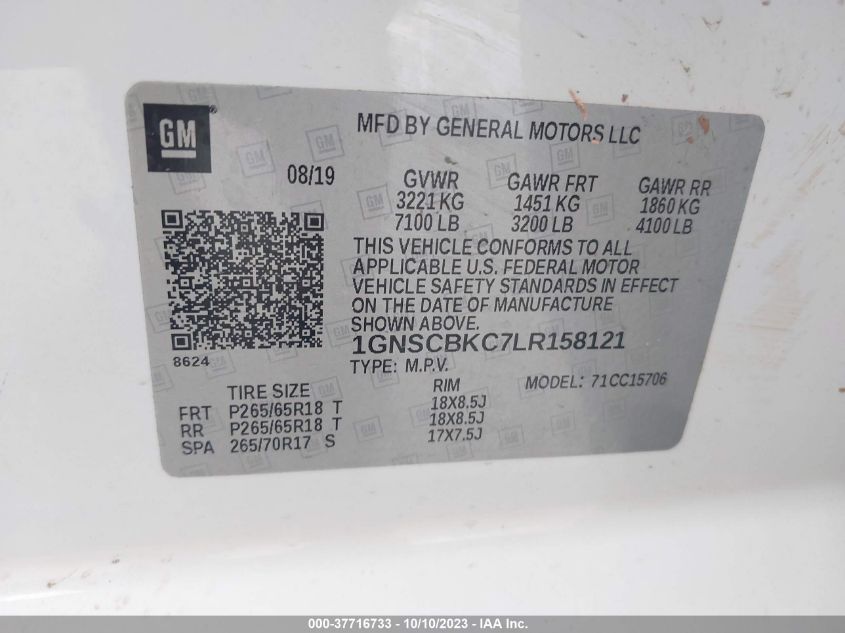 GM
MFD BY GENERAL MOTORS LLC
08/19
GVWR GAWR FRT GAWR RR
3221 KG 1451 KG 1860 KG
7100 LB 3200 LB 4100 LB
THIS VEHICLE CONFORMS TO ALL
APPLICABLE U.S. FEDERAL MOTOR
VEHICLE SAFETY STANDARDS IN EFFECT
ON THE DATE OF MANUFACTURE
SHOWN ABOVE.
8624
1GNSCBKC7LR158121
TYPE: M.P.V. MODEL: 71CC15706
TIRE SIZE RIM
FRT P265/65R18 T 18X8.5J
RR P265/65R18 T 18X8.5J
SPA 265/70R17 S 17X7.5J
000-37716733 - 10/10/2023 - IAA Inc.